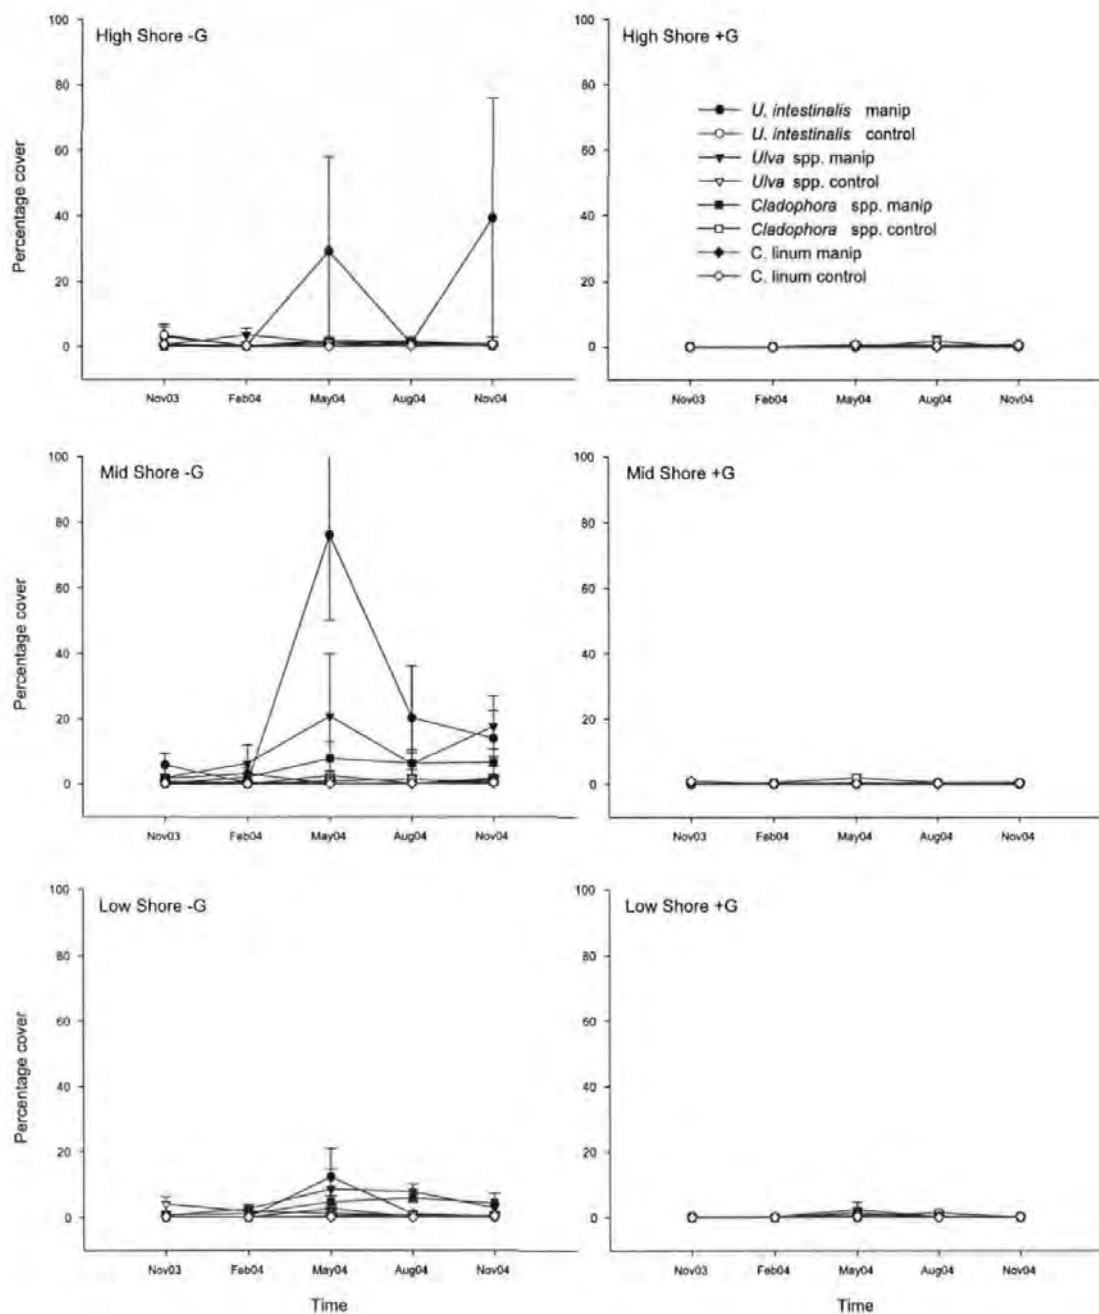 High Shore -G
Percentage cover
100
80
60
40
20
0
Nov03 Feb04 May04 Aug04 Nov04
High Shore +G
100
80
60
40
20
0
U. intestinalis manip
U. intestinalis control
Ulva spp. manip
Ulva spp. control
Cladophora spp. manip
Cladophora spp. control
C. linum manip
C. linum control
Nov03 Feb04 May04 Aug04 Nov04
Mid Shore -G
Percentage cover
100
80
60
40
20
0
Nov03 Feb04 May04 Aug04 Nov04
Mid Shore +G
100
80
60
40
20
0
Nov03 Feb04 May04 Aug04 Nov04
Low Shore -G
Percentage cover
100
80
60
40
20
0
Nov03 Feb04 May04 Aug04 Nov04
Time
Low Shore +G
100
80
60
40
20
0
Nov03 Feb04 May04 Aug04 Nov04
Time